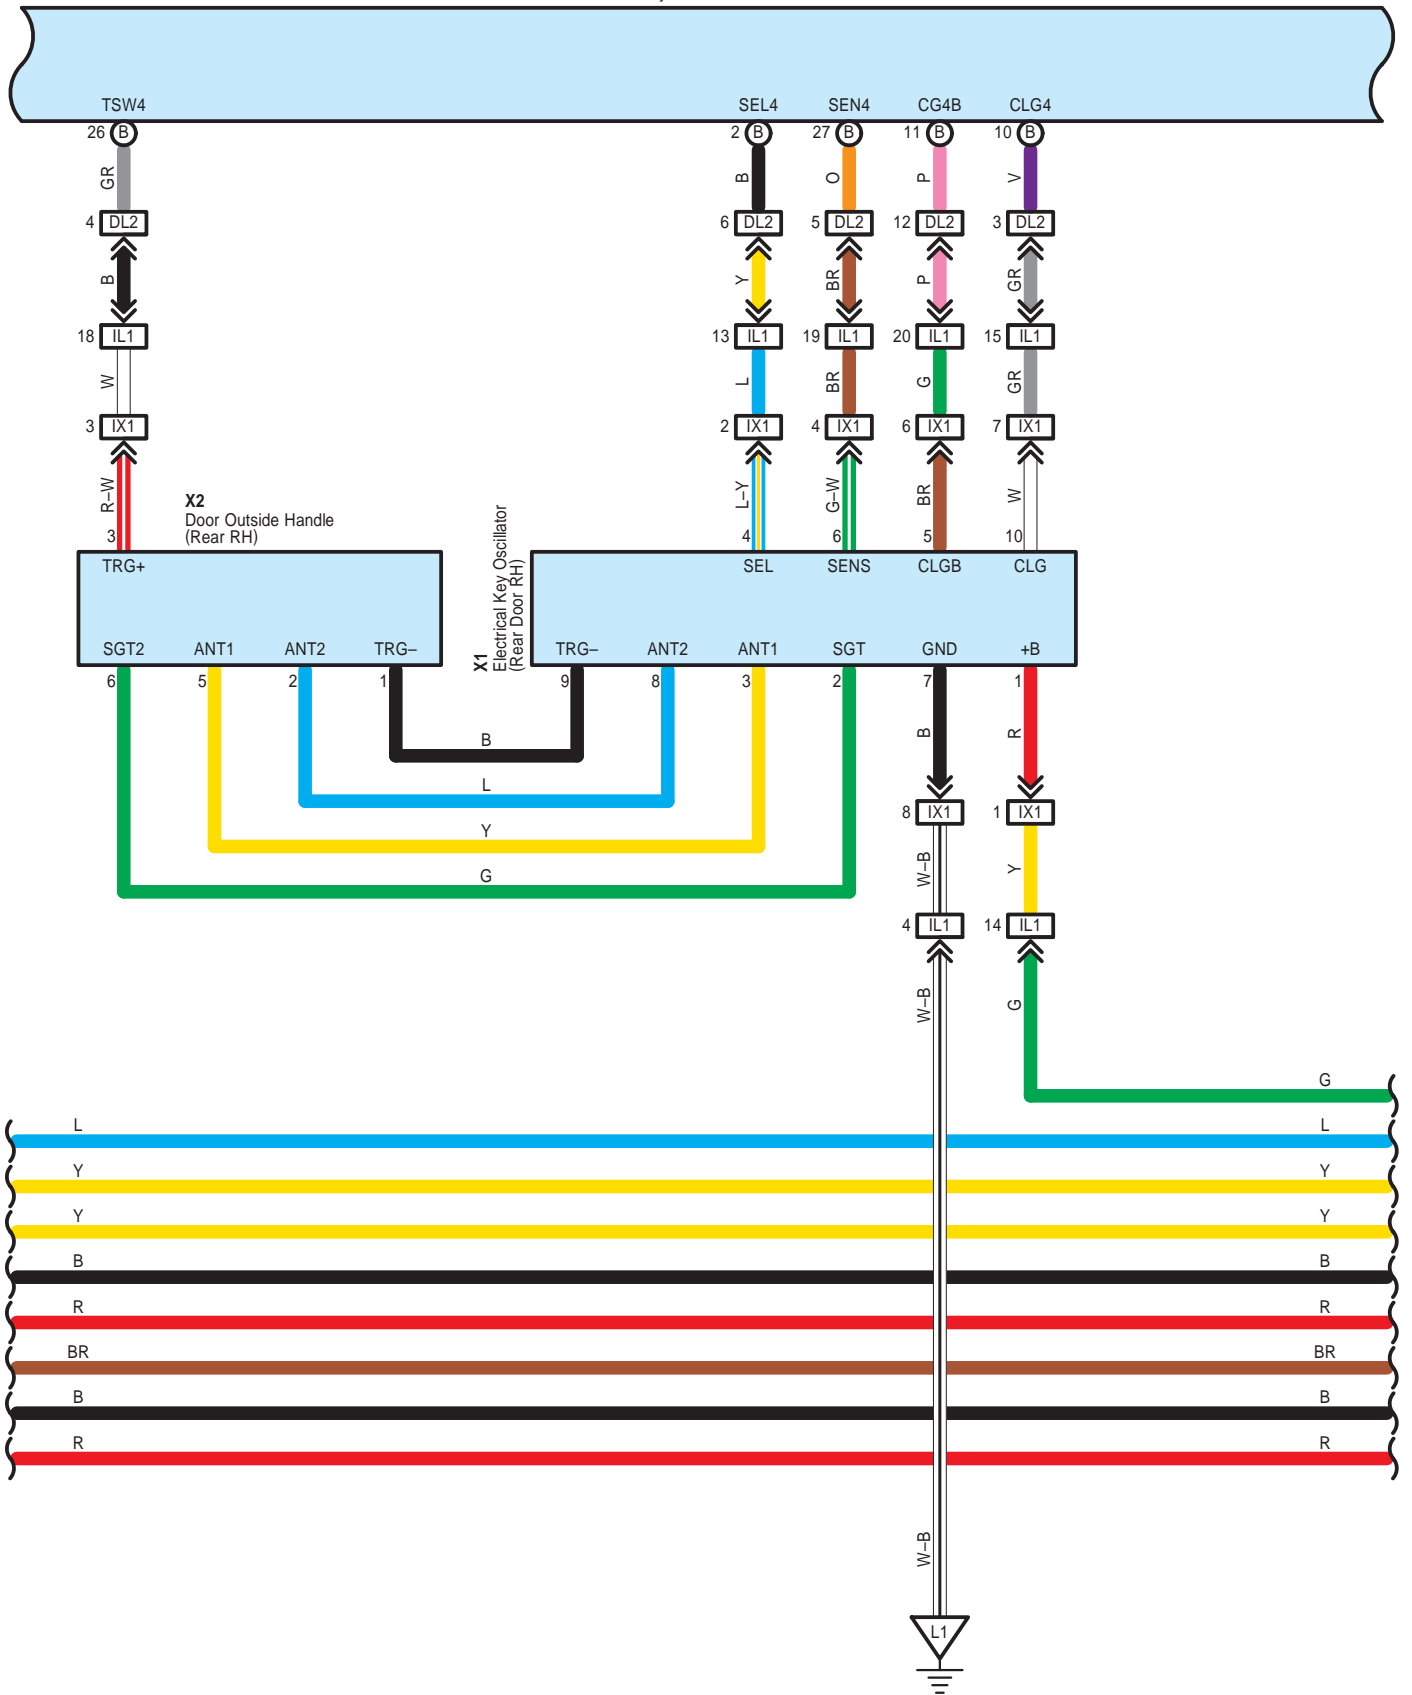 TSW4 SEL4 SEN4 CG4B CLG4
26 B 2 B 27 B 11 B 10 B
GR B O P V
4 DL2 6 DL2 5 DL2 12 DL2 3 DL2
B Y BR P GR
18 IL1 13 IL1 19 IL1 20 IL1 15 IL1
W L BR G GR
3 IX1 2 IX1 4 IX1 6 IX1 7 IX1
R–W L–Y G–W BR W
X2
Door Outside Handle
(Rear RH)
X1
Electrical Key Oscillator
(Rear Door RH)
3 4 6 5 10
TRG+ SEL SENS CLGB CLG
SGT2 ANT1 ANT2 TRG– TRG– ANT2 ANT1 SGT GND +B
6 5 2 1 9 8 3 2 7 1
B B R
L
8 IX1 1 IX1
Y
W–B Y
G
4 IL1 14 IL1
W–B G
G
L L
Y Y
Y Y
B B
R R
BR BR
B B
R R
W–B
L1